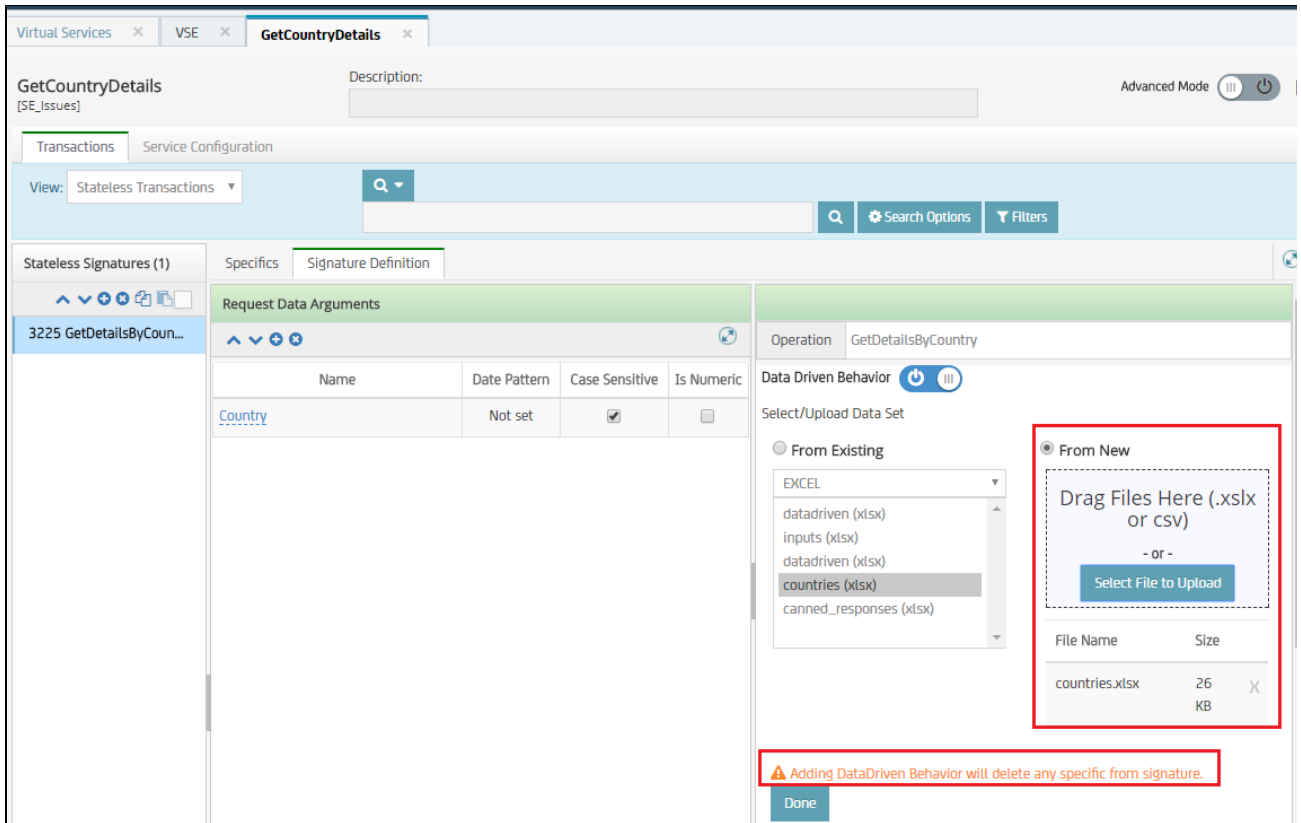 Virtual Services × VSE × GetCountryDetails ×
GetCountryDetails
[SE_Issues]
Description:
Advanced Mode
Transactions Service Configuration
View: Stateless Transactions
Search Options Filters
Stateless Signatures (1)
3225 GetDetailsByCoun...
Specifics Signature Definition
Request Data Arguments
Name Date Pattern Case Sensitive Is Numeric
Country Not set
Operation GetDetailsByCountry
Data Driven Behavior
Select/Upload Data Set
From Existing
EXCEL
datadriven (xlsx)
inputs (xlsx)
datadriven (xlsx)
countries (xlsx)
canned_responses (xlsx)
From New
Drag Files Here (.xslx
or csv)
- or -
Select File to Upload
File Name Size
countries.xlsx 26
KB
X
Adding DataDriven Behavior will delete any specific from signature.
Done